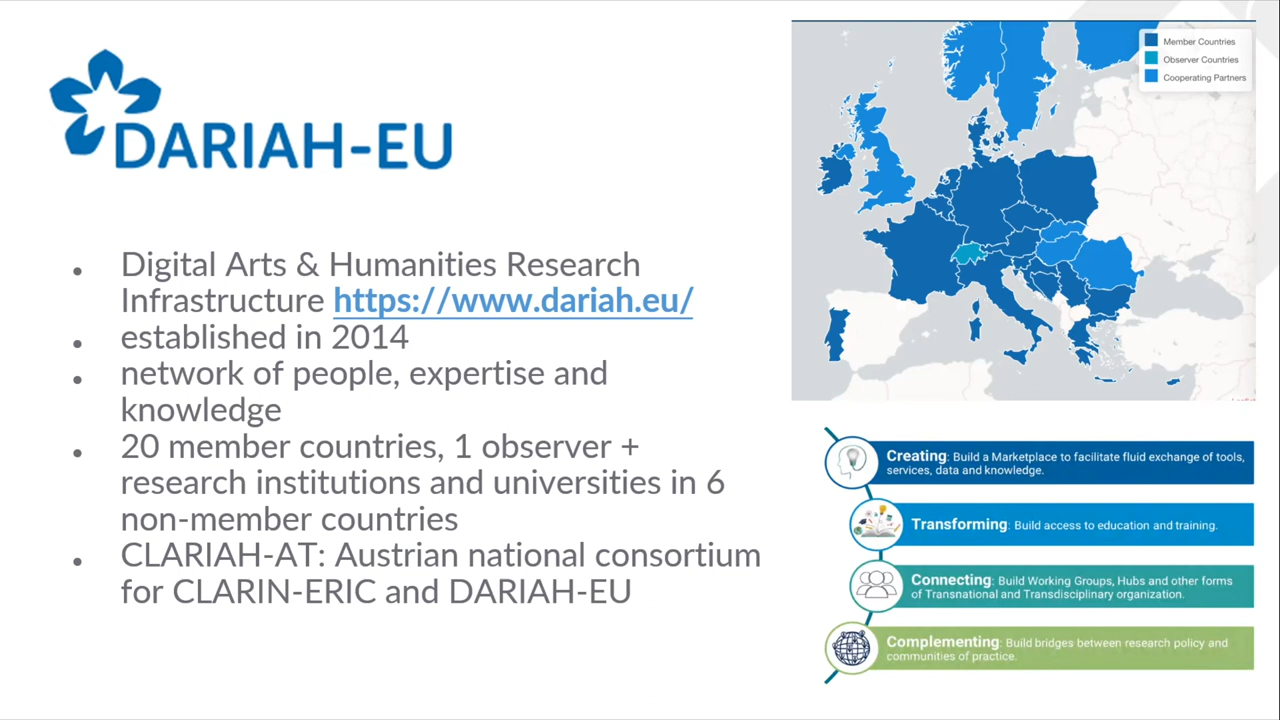 DARIAH-EU
Digital Arts & Humanities Research
Infrastructure https://www.dariah.eu/
established in 2014
network of people, expertise and
knowledge
20 member countries, 1 observer +
research institutions and universities in 6
non-member countries
CLARIAH-AT: Austrian national consortium
for CLARIN-ERIC and DARIAH-EU
Member Countries
Observer Countries
Cooperating Partners
Creating: Build a Marketplace to facilitate fluid exchange of tools,
services, data and knowledge.
Transforming: Build access to education and training.
Connecting: Build Working Groups, Hubs and other forms
of Transnational and Transdisciplinary organization.
Complementing: Build bridges between research policy and
communities of practice.